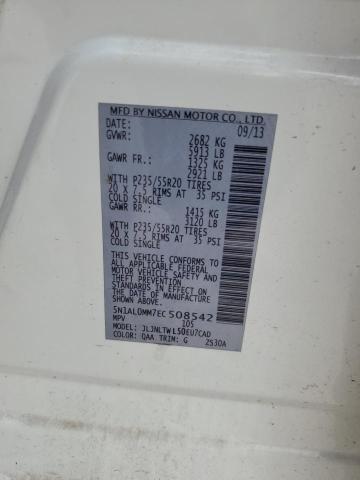 MFD BY NISSAN MOTOR CO., LTD.
DATE: 09/13
GVWR: 2682 KG
5913 LB
GAWR FR: 1325 KG
2921 LB
WITH P235/55R20 TIRES
20 X 7.5 RIMS AT 35 PSI
COLD SINGLE
GAWR RR: 1415 KG
3120 LB
WITH P235/55R20 TIRES
20 X 7.5 RIMS AT 35 PSI
COLD SINGLE
THIS VEHICLE CONFORMS TO ALL
APPLICABLE U.S. FEDERAL MOTOR
VEHICLE SAFETY STANDARDS IN
EFFECT ON THE DATE OF
MANUFACTURE SHOWN ABOVE.
5N1AL0MM7EC508542
MPV 105
MODEL: JLJNLTWL50EU7CAD
COLOR: QAA TRIM: G 2S30A